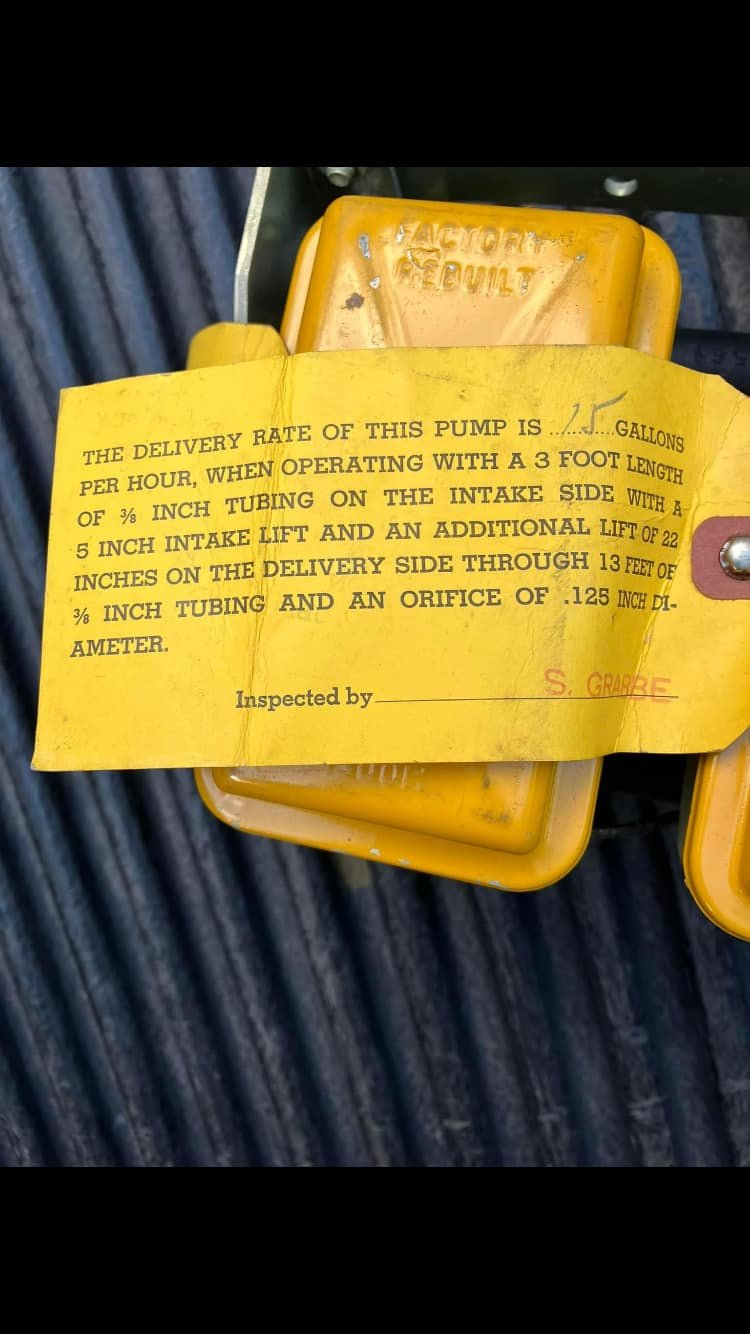 FACTORY
REBUILT
THE DELIVERY RATE OF THIS PUMP IS ...15...GALLONS
PER HOUR, WHEN OPERATING WITH A 3 FOOT LENGTH
OF ⅜ INCH TUBING ON THE INTAKE SIDE WITH A
5 INCH INTAKE LIFT AND AN ADDITIONAL LIFT OF 22
INCHES ON THE DELIVERY SIDE THROUGH 13 FEET OF
⅜ INCH TUBING AND AN ORIFICE OF .125 INCH DI-
AMETER.
Inspected by S. GRABBE